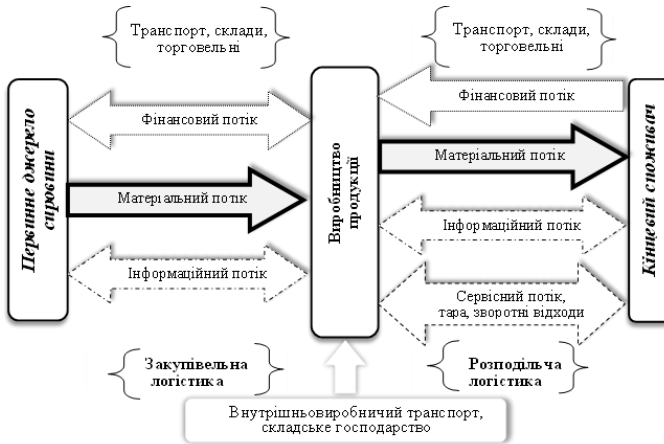 Транспорт, склади,
торговельні
Транспорт, склади,
торговельні
Первинне джерело
сировини
Фінансовий потік
Матеріальний потік
Інформаційний потік
Виробництво
продукції
Фінансовий потік
Матеріальний потік
Інформаційний потік
Сервісний потік,
тара, зворотні відходи
Кінцевий споживач
Закупівельна
логістика
Розподільча
логістика
Внутрішньовиробничий транспорт,
складське господарство